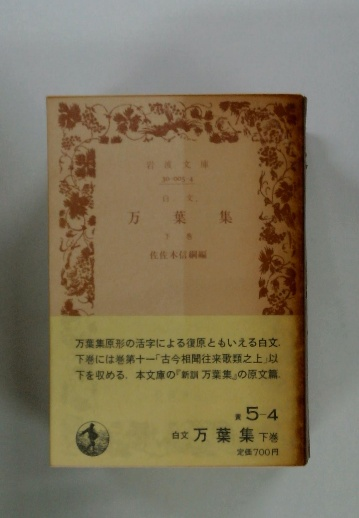 岩波文庫
30-005-4
白文
万葉集
下巻
佐佐木信綱編
万葉集原形の活字による復原ともいえる白文.
下巻には巻第十一「古今相聞往来歌類之上」以
下を収める. 本文庫の『新訓 万葉集』の原文篇.
黄 5-4
白文 万葉集 下巻
定価700円